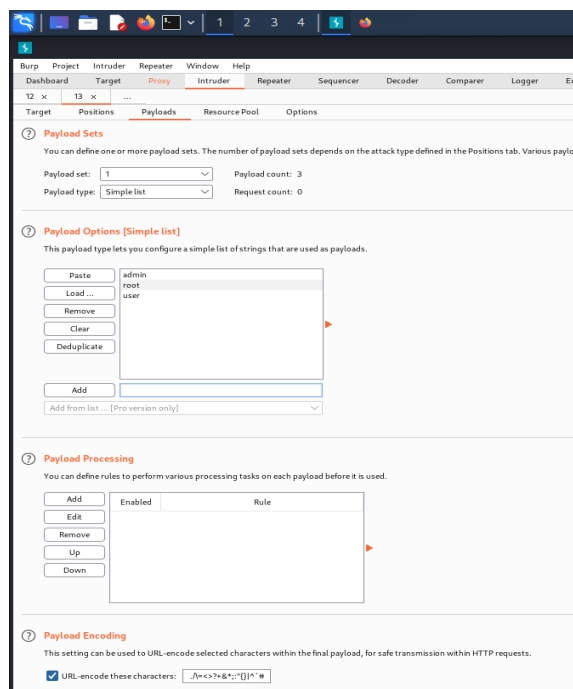 1 2 3 4
Burp Project Intruder Repeater Window Help
Dashboard Target Proxy Intruder Repeater Sequencer Decoder Comparer Logger Ex
12 × 13 × ...
Target Positions Payloads Resource Pool Options
? Payload Sets
You can define one or more payload sets. The number of payload sets depends on the attack type defined in the Positions tab. Various paylo
Payload set: 1 Payload count: 3
Payload type: Simple list Request count: 0
? Payload Options [Simple list]
This payload type lets you configure a simple list of strings that are used as payloads.
Paste admin
Load ... root
Remove user
Clear
Deduplicate
Add
Add from list ... [Pro version only]
? Payload Processing
You can define rules to perform various processing tasks on each payload before it is used.
Add Enabled Rule
Edit
Remove
Up
Down
? Payload Encoding
This setting can be used to URL-encode selected characters within the final payload, for safe transmission within HTTP requests.
URL-encode these characters: ./\=<>?+&*;:"{}|^`#